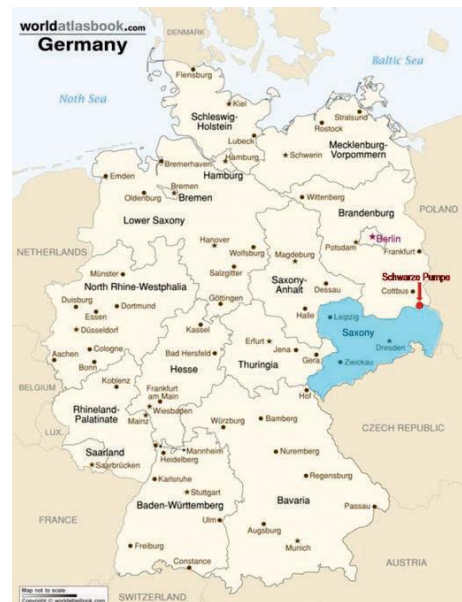 worldatlasbook.com
Germany
DENMARK
Baltic Sea
Noth Sea
Flensburg
Kiel
Schleswig-
Holstein
Stralsund
Rostock
Lubeck
Mecklenburg-
Vorpommern
Hamburg
Schwerin
Bremerhaven
Hamburg
Emden
Bremen
Bremen
Oldenburg
Wittenberg
Brandenburg
POLAND
Lower Saxony
Berlin
Hanover
Potsdam
Wolfsburg
Magdeburg
Frankfurt
NETHERLANDS
Münster
Salzgitter
Saxony-
Anhalt
Schwarze Pumpe
North Rhine-Westphalia
Dessau
Cottbus
Duisburg
Dortmund
Göttingen
Essen
Halle
Leipzig
Düsseldorf
Kassel
Saxony
Erfurt
Dresden
Cologne
Bad Hersfeld
Jena
Aachen
Gera
Zwickau
Bonn
Hesse
Thuringia
Koblenz
BELGIUM
Frankfurt
am Main
Hof
Rhineland-
Palatinate
Wiesbaden
Mainz
Bamberg
Würzburg
CZECH REPUBLIC
LUX.
Saarland
Mannheim
Nuremberg
Saarbrücken
Heidelberg
Karlsruhe
Regensburg
Stuttgart
Bavaria
Baden-Württemberg
Passau
Ulm
FRANCE
Augsburg
Freiburg
Munich
Constance
AUSTRIA
Map not to scale
Copyright © worldatlasbook.com
SWITZERLAND